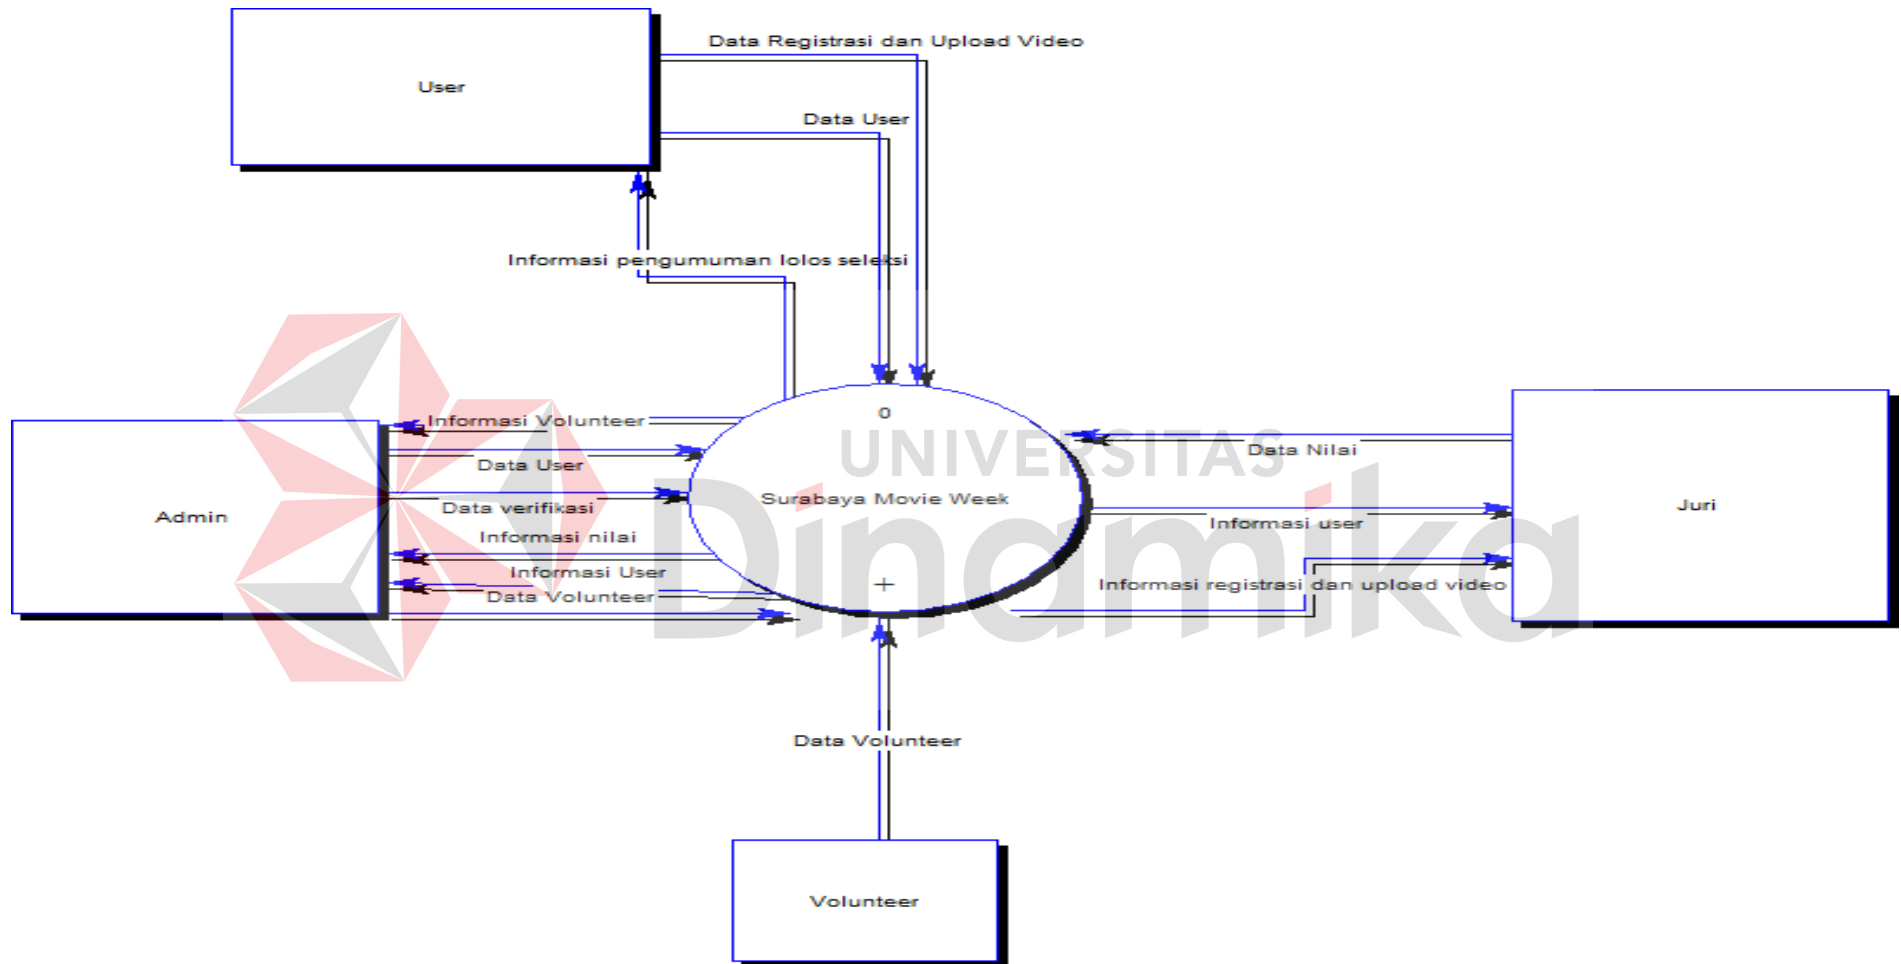 Data Registrasi dan Upload Video
User
Data User
Informasi pengumuman lolos seleksi
0
Informasi Volunteer
UNIVERSITAS
Data Nilai
Data User
Dinamika
Surabaya Movie Week
Juri
Data verifikasi
Admin
Informasi user
Informasi nilai
Informasi User
+
Informasi registrasi dan upload video
Data Volunteer
Data Volunteer
Volunteer